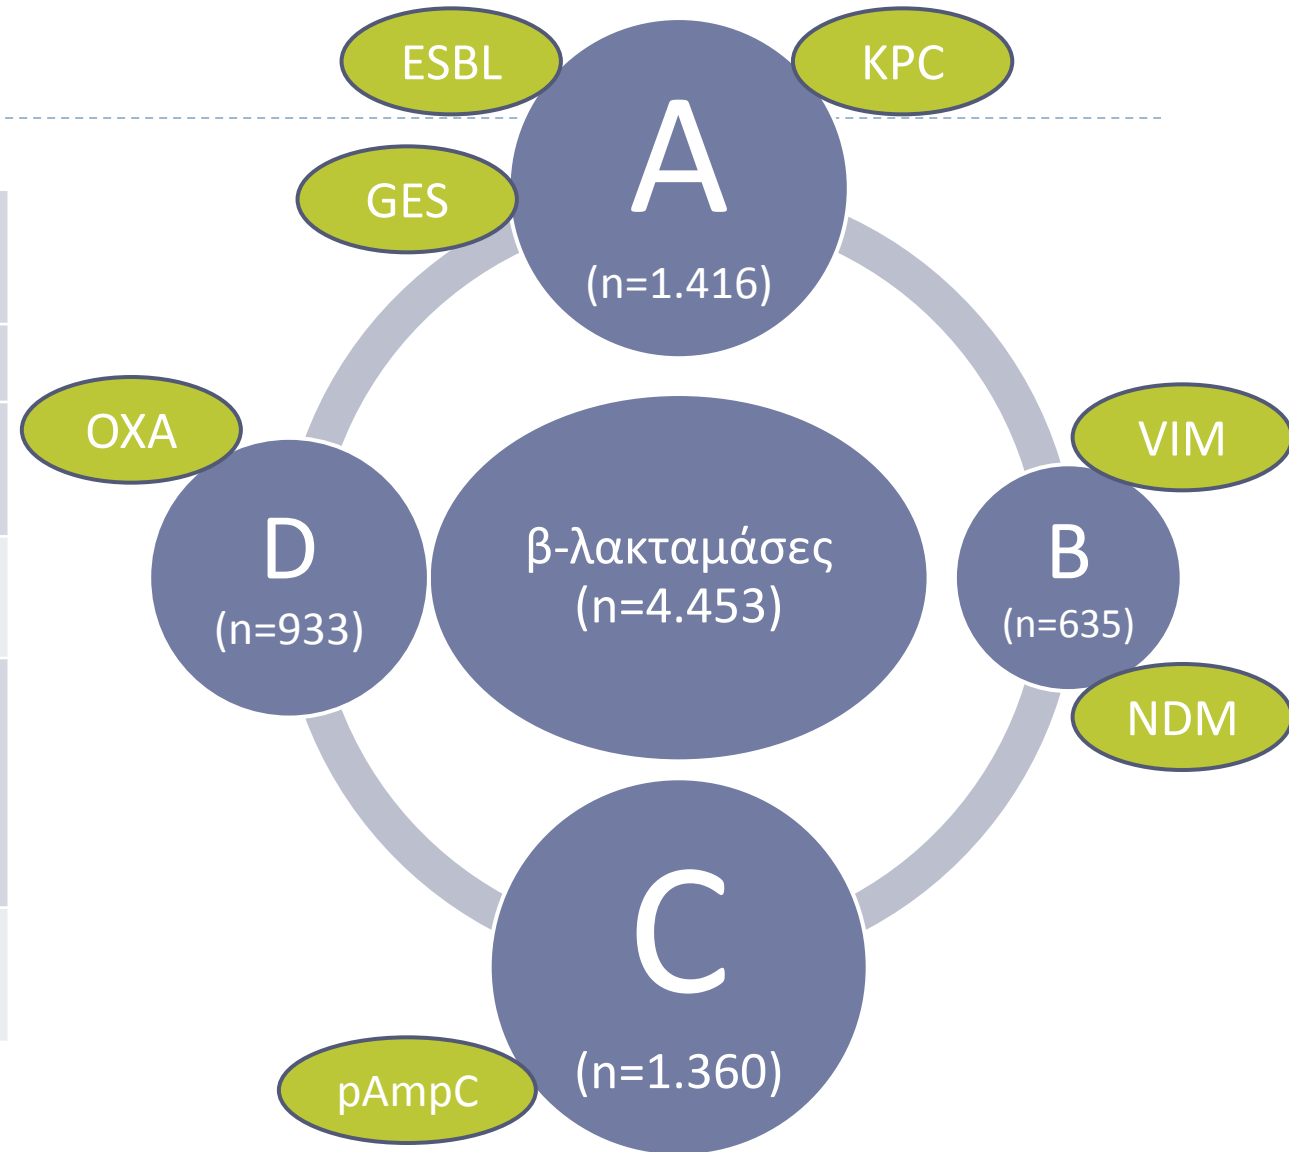 ESBL
KPC
A
(n=1.416)
GES
OXA
VIM
D
(n=933)
β-λακταμάσες
(n=4.453)
B
(n=635)
NDM
C
(n=1.360)
pAmpC